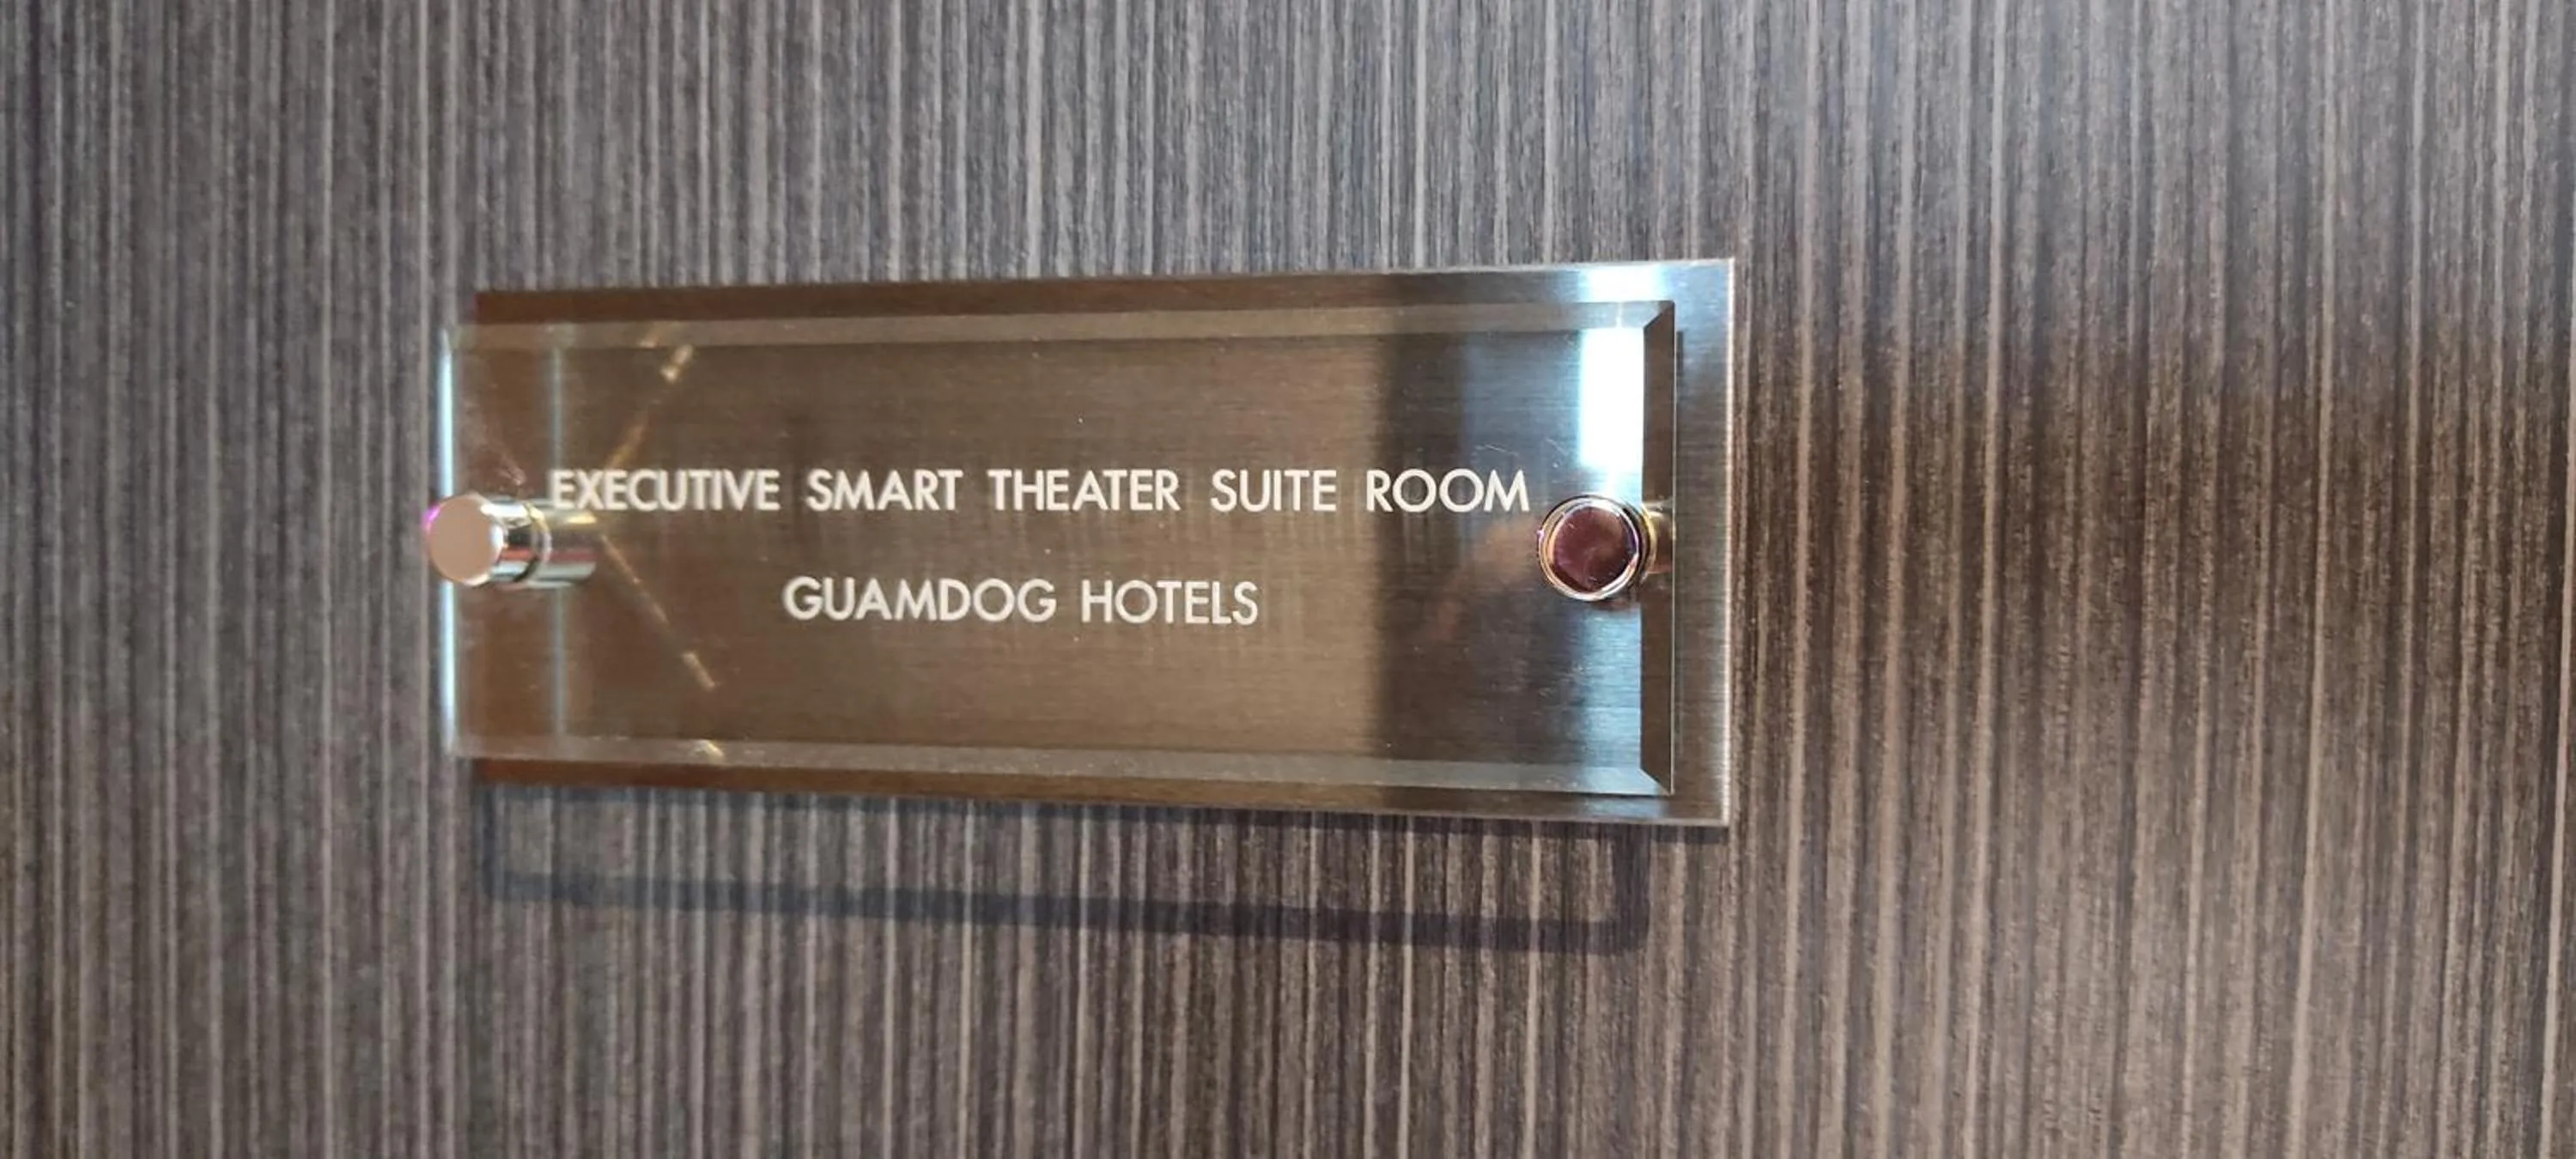 EXECUTIVE SMART THEATER SUITE ROOM
GUAMDOG HOTELS